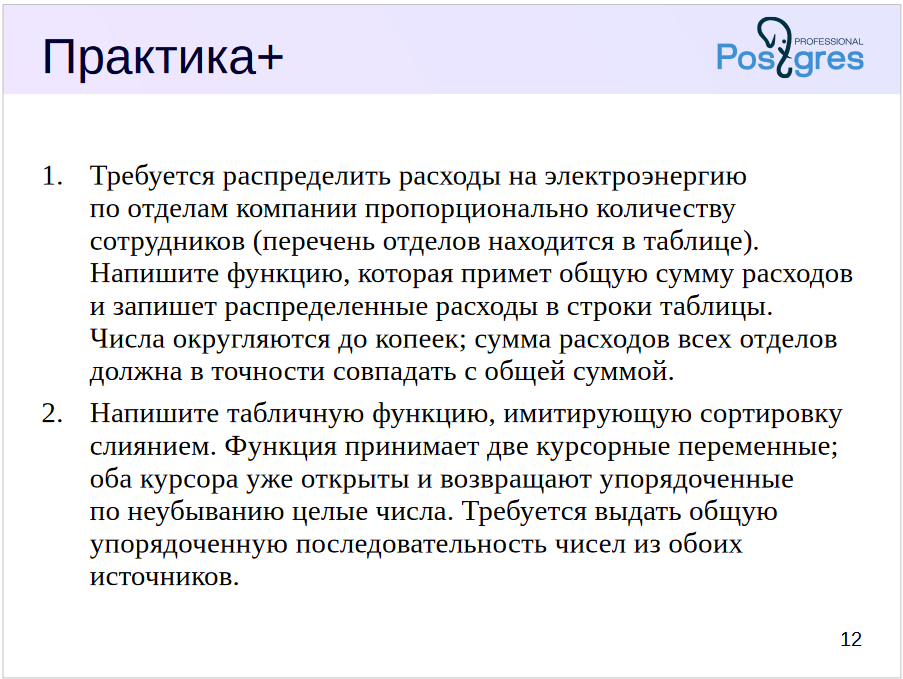 Практика+
PROFESSIONAL
Postgres
1. Требуется распределить расходы на электроэнергию
по отделам компании пропорционально количеству
сотрудников (перечень отделов находится в таблице).
Напишите функцию, которая примет общую сумму расходов
и запишет распределенные расходы в строки таблицы.
Числа округляются до копеек; сумма расходов всех отделов
должна в точности совпадать с общей суммой.
2. Напишите табличную функцию, имитирующую сортировку
слиянием. Функция принимает две курсорные переменные;
оба курсора уже открыты и возвращают упорядоченные
по неубыванию целые числа. Требуется выдать общую
упорядоченную последовательность чисел из обоих
источников.
12